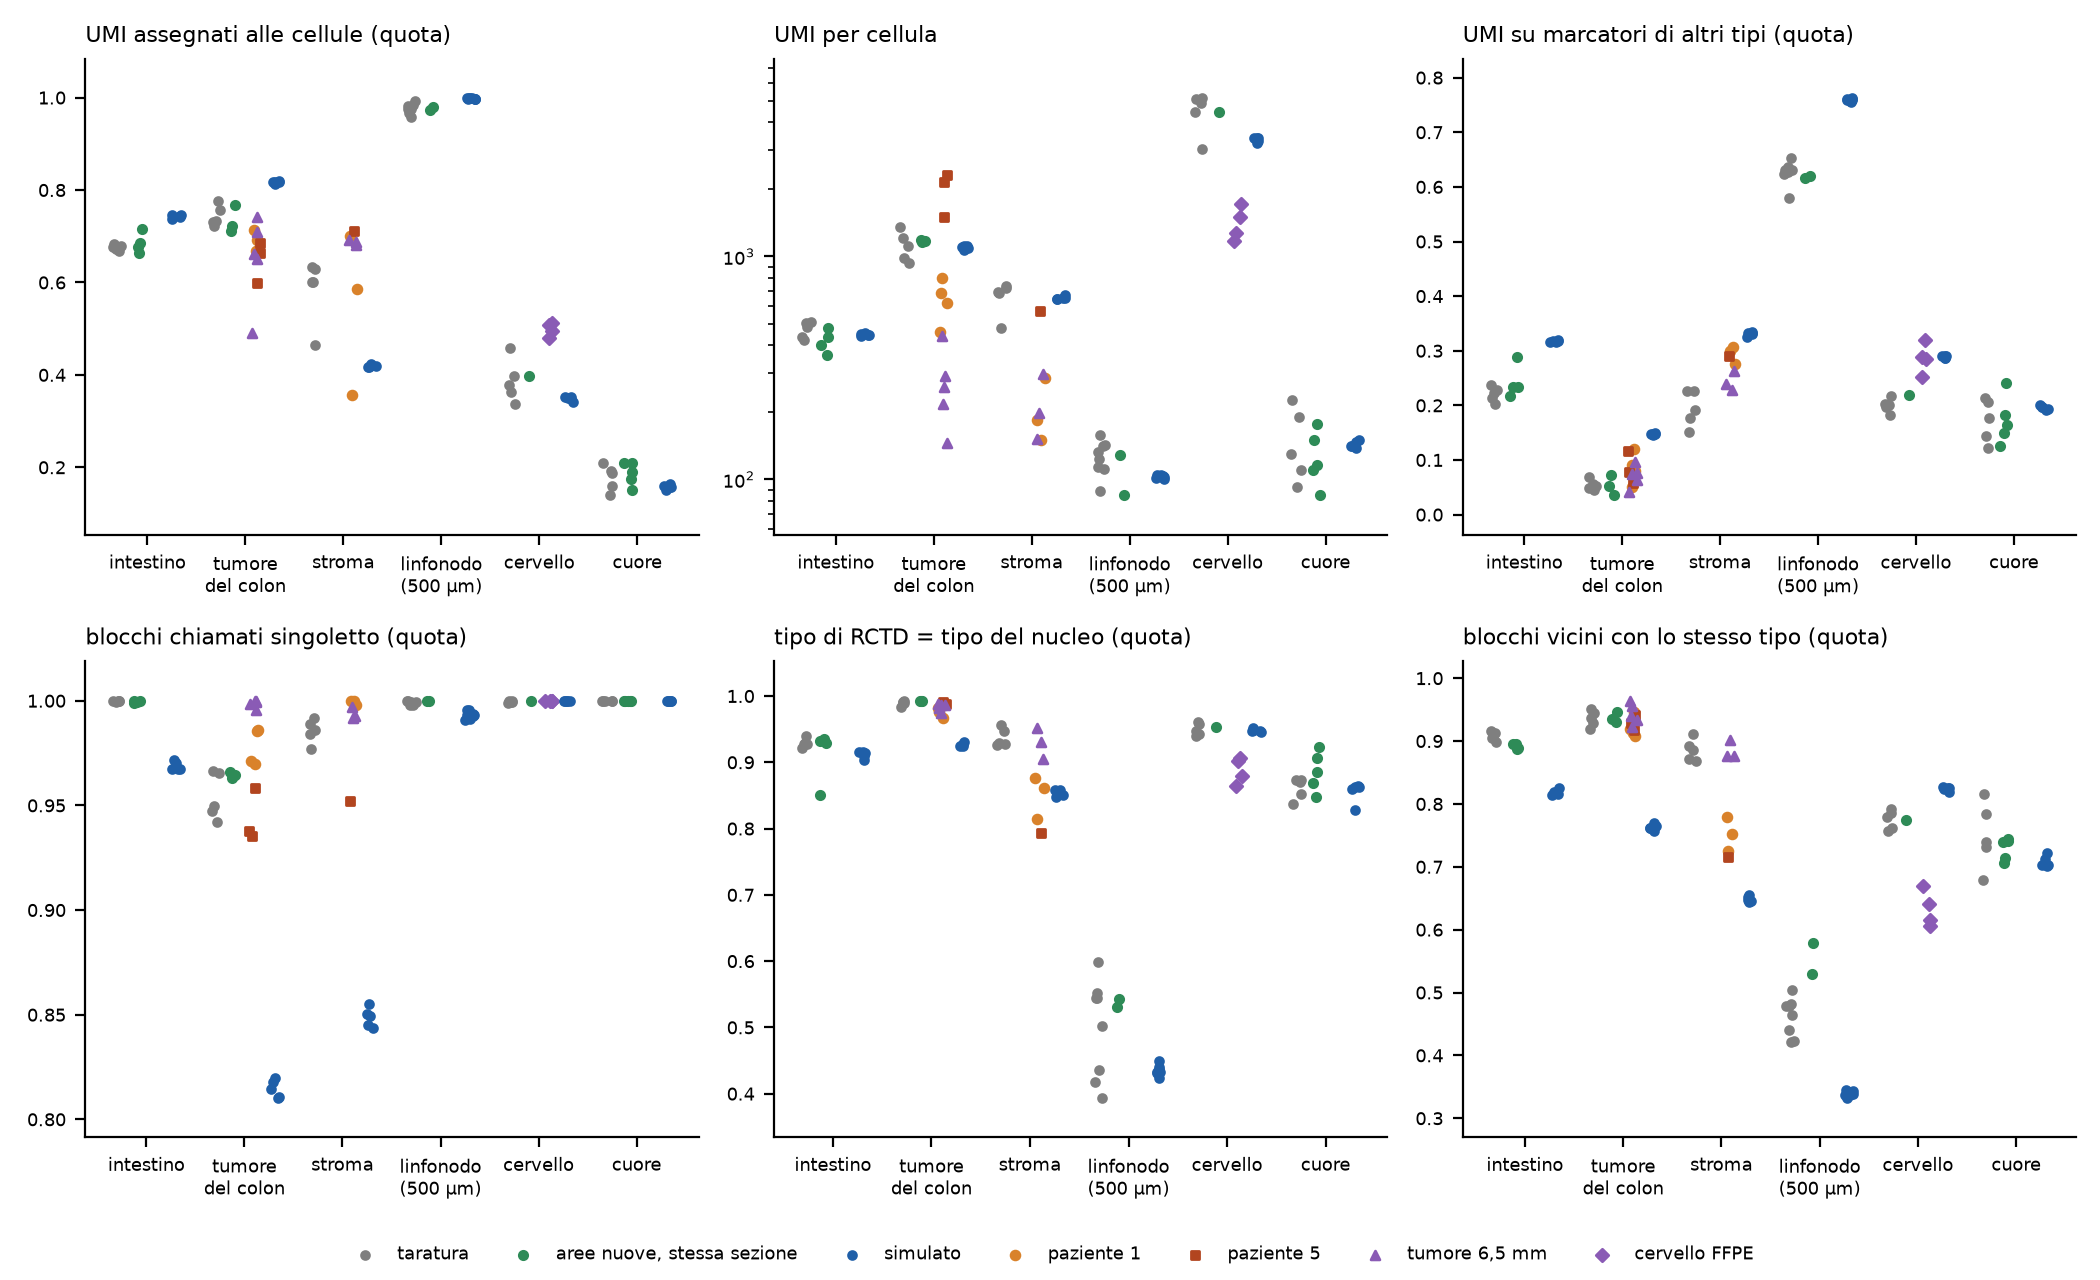 UMI assegnati alle cellule (quota)
1.0
0.8
0.6
0.4
0.2
intestino
tumore
del colon
stroma
linfonodo
(500 µm)
cervello
cuore
UMI per cellula
10³
10²
intestino
tumore
del colon
stroma
linfonodo
(500 µm)
cervello
cuore
UMI su marcatori di altri tipi (quota)
0.8
0.7
0.6
0.5
0.4
0.3
0.2
0.1
0.0
intestino
tumore
del colon
stroma
linfonodo
(500 µm)
cervello
cuore
blocchi chiamati singoletto (quota)
1.00
0.95
0.90
0.85
0.80
intestino
tumore
del colon
stroma
linfonodo
(500 µm)
cervello
cuore
tipo di RCTD = tipo del nucleo (quota)
1.0
0.9
0.8
0.7
0.6
0.5
0.4
intestino
tumore
del colon
stroma
linfonodo
(500 µm)
cervello
cuore
blocchi vicini con lo stesso tipo (quota)
1.0
0.9
0.8
0.7
0.6
0.5
0.4
0.3
intestino
tumore
del colon
stroma
linfonodo
(500 µm)
cervello
cuore
taratura
aree nuove, stessa sezione
simulato
paziente 1
paziente 5
tumore 6,5 mm
cervello FFPE